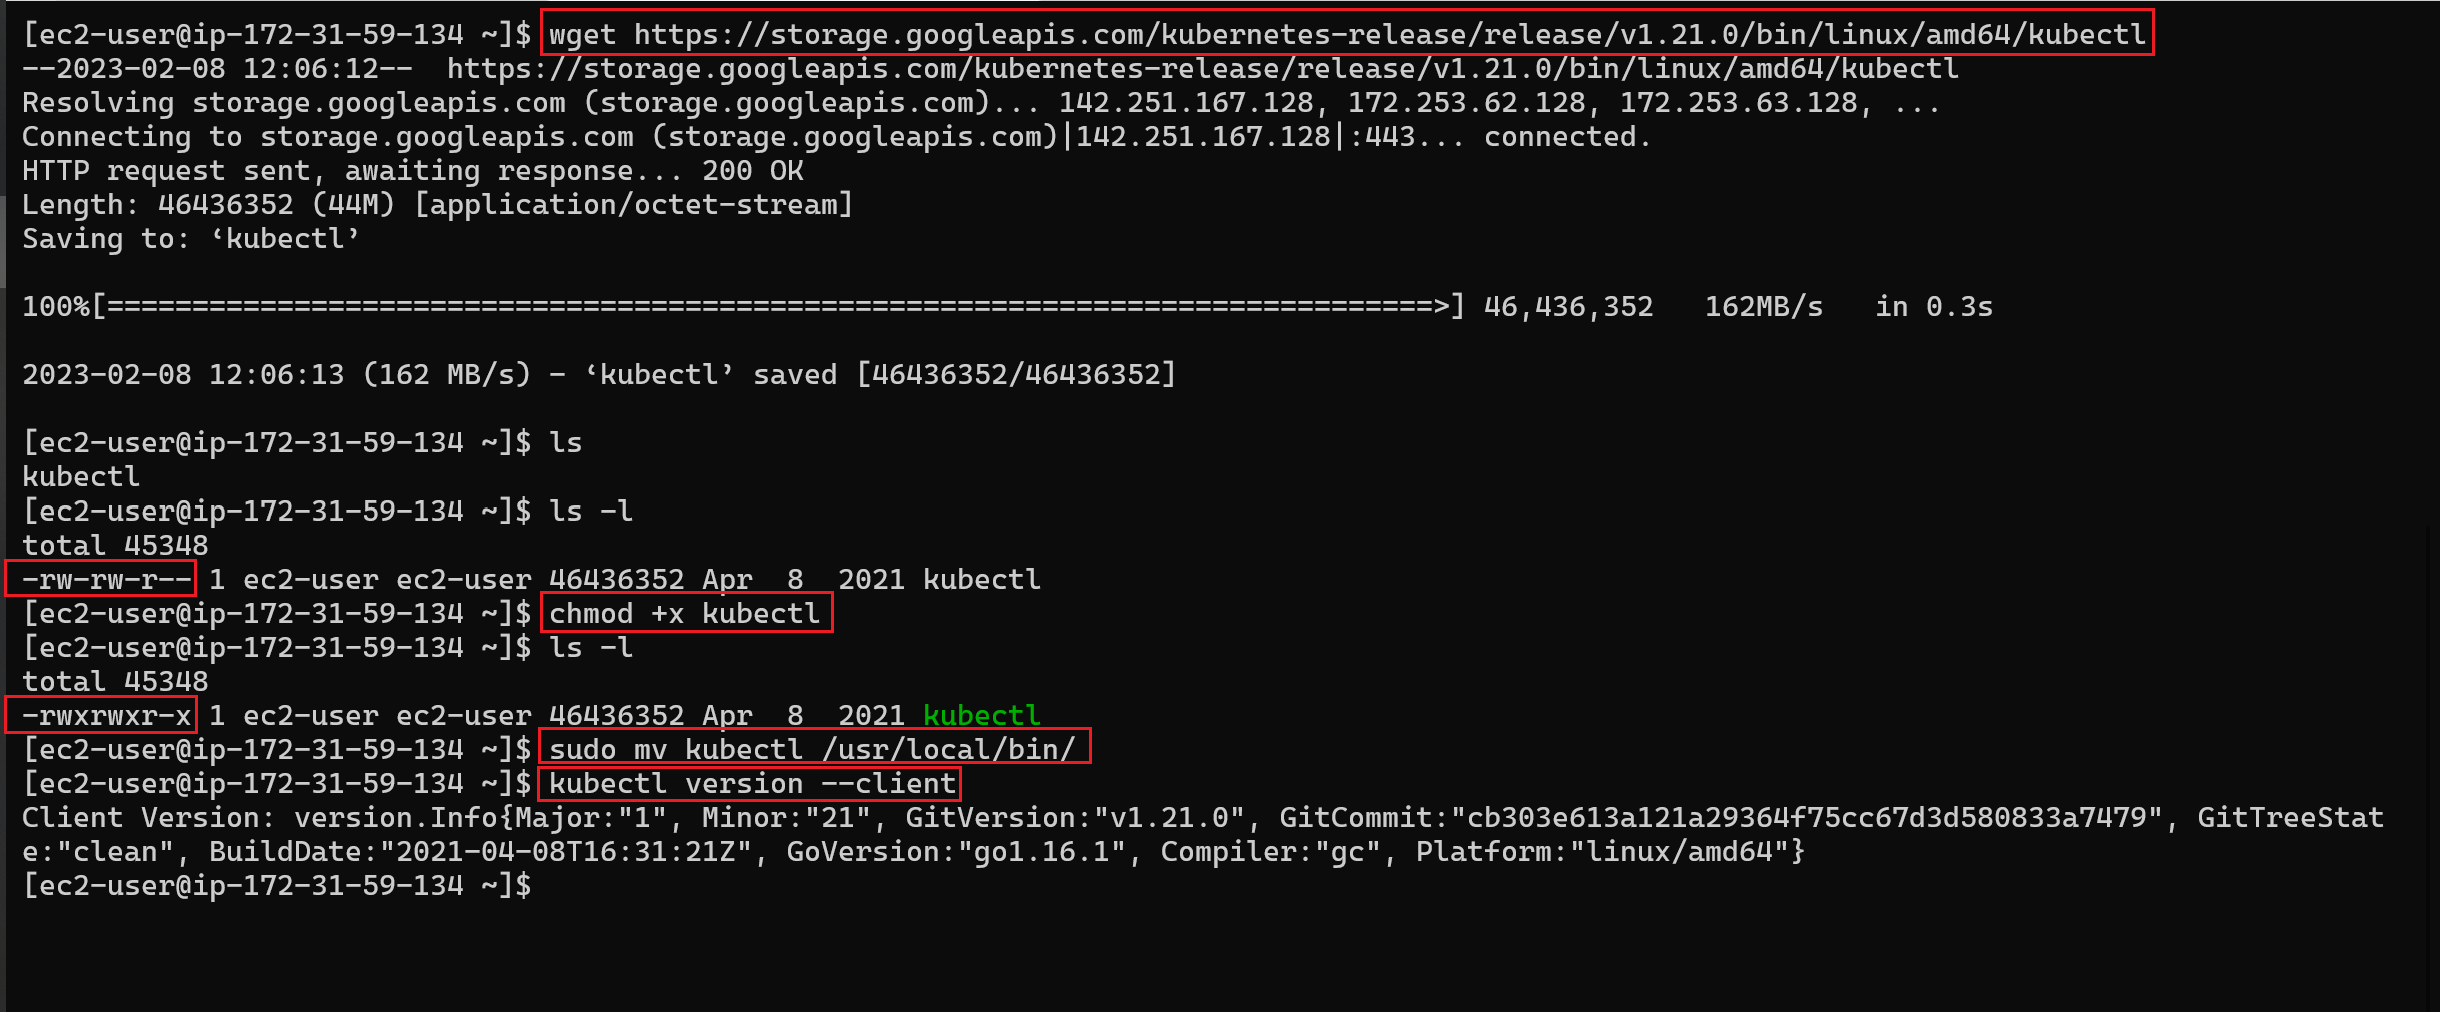 [ec2-user@ip-172-31-59-134 ~]$ wget https://storage.googleapis.com/kubernetes-release/release/v1.21.0/bin/linux/amd64/kubectl
--2023-02-08 12:06:12--  https://storage.googleapis.com/kubernetes-release/release/v1.21.0/bin/linux/amd64/kubectl
Resolving storage.googleapis.com (storage.googleapis.com)... 142.251.167.128, 172.253.62.128, 172.253.63.128, ...
Connecting to storage.googleapis.com (storage.googleapis.com)|142.251.167.128|:443... connected.
HTTP request sent, awaiting response... 200 OK
Length: 46436352 (44M) [application/octet-stream]
Saving to: ‘kubectl’
100%[==============================================================================>] 46,436,352   162MB/s   in 0.3s
2023-02-08 12:06:13 (162 MB/s) - ‘kubectl’ saved [46436352/46436352]
[ec2-user@ip-172-31-59-134 ~]$ ls
kubectl
[ec2-user@ip-172-31-59-134 ~]$ ls -l
total 45348
-rw-rw-r-- 1 ec2-user ec2-user 46436352 Apr  8  2021 kubectl
[ec2-user@ip-172-31-59-134 ~]$ chmod +x kubectl
[ec2-user@ip-172-31-59-134 ~]$ ls -l
total 45348
-rwxrwxr-x 1 ec2-user ec2-user 46436352 Apr  8  2021 kubectl
[ec2-user@ip-172-31-59-134 ~]$ sudo mv kubectl /usr/local/bin/
[ec2-user@ip-172-31-59-134 ~]$ kubectl version --client
Client Version: version.Info{Major:"1", Minor:"21", GitVersion:"v1.21.0", GitCommit:"cb303e613a121a29364f75cc67d3d580833a7479", GitTreeStat
e:"clean", BuildDate:"2021-04-08T16:31:21Z", GoVersion:"go1.16.1", Compiler:"gc", Platform:"linux/amd64"}
[ec2-user@ip-172-31-59-134 ~]$